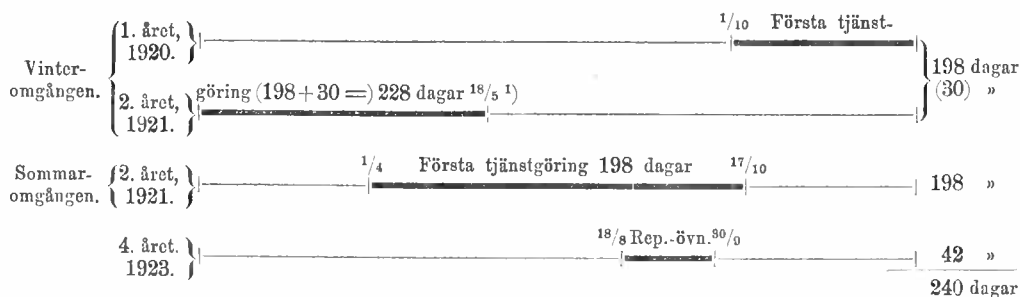 1. året, 1920. 1/10 Första tjänst-
Vinter-omgången. 198 dagar
(30) »
2. året, 1921. göring (198 + 30 =) 228 dagar 18/5 1)
Sommar-omgången. 2. året, 1921. 1/4 Första tjänstgöring 198 dagar 17/10 198 »
4. året. 1923. 18/8 Rep.-övn. 30/9 42 »
240 dagar